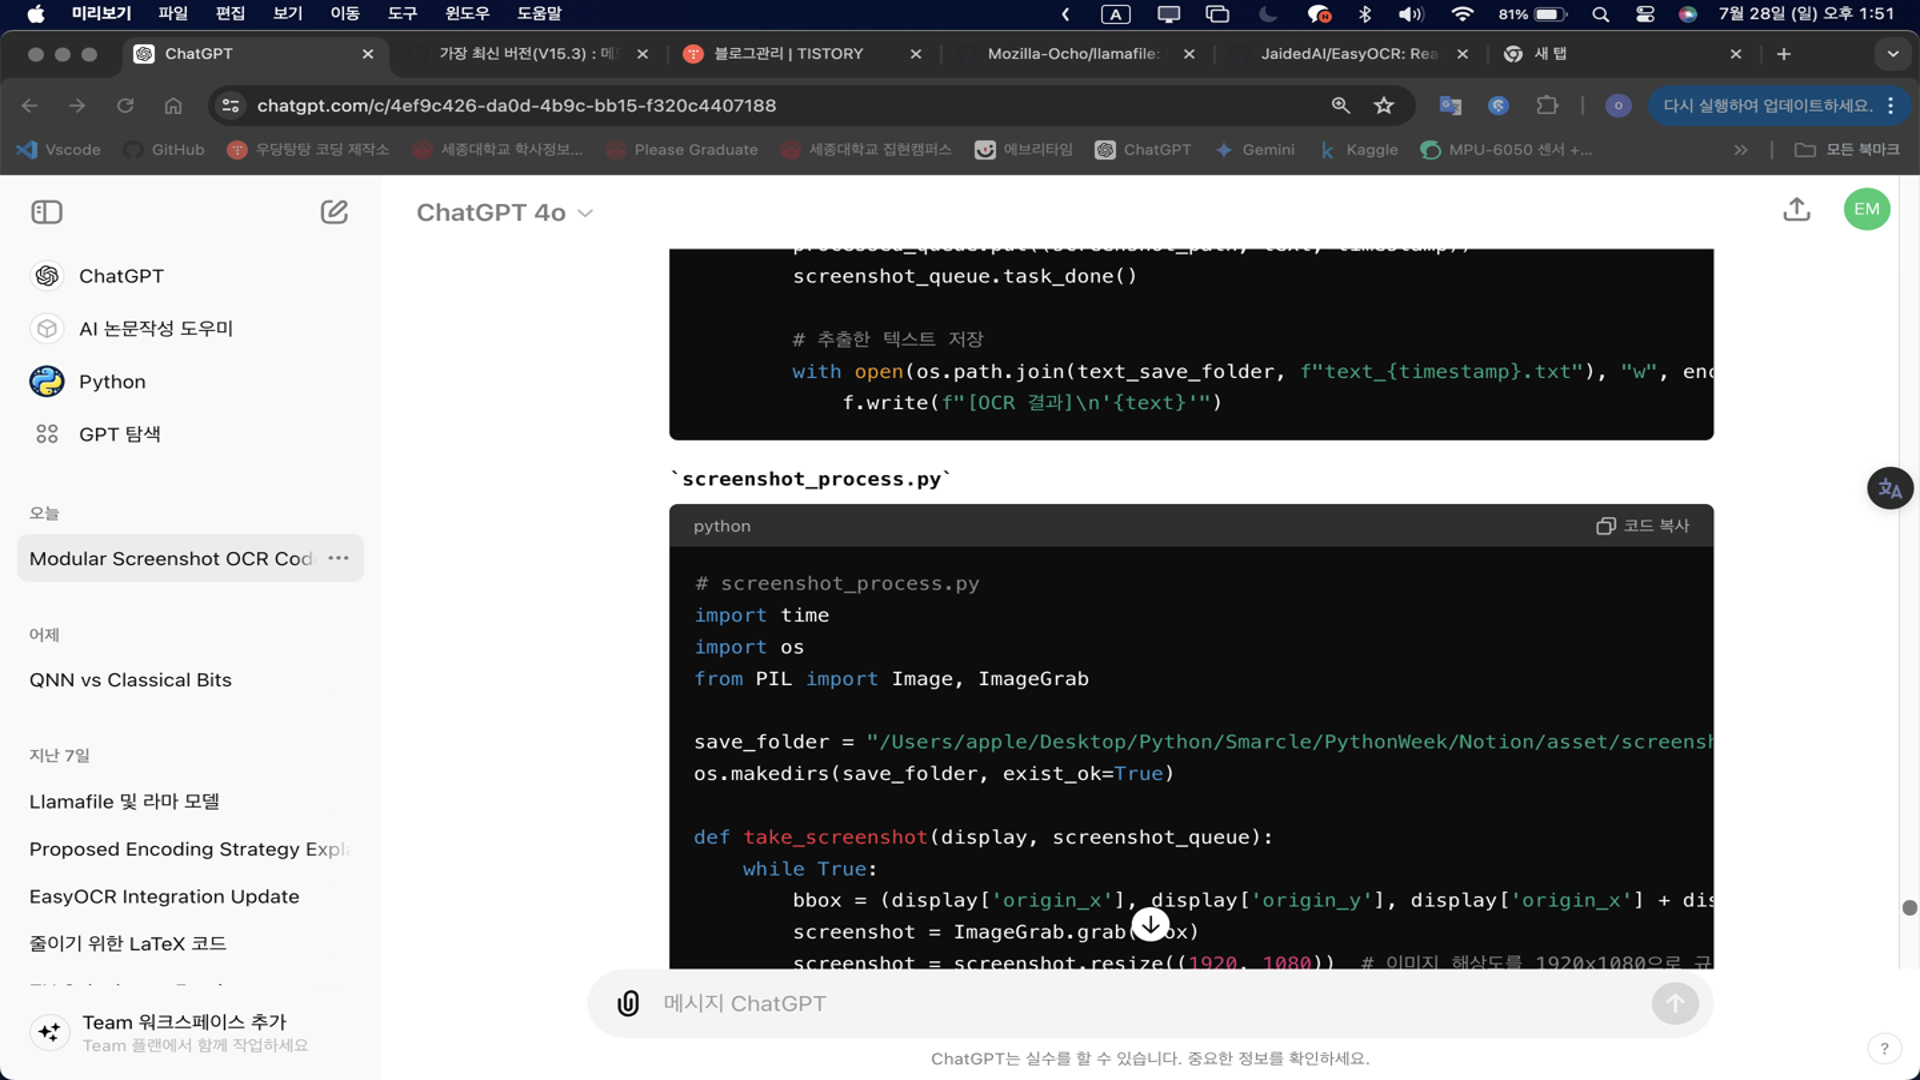 미리보기 파일 편집 보기 이동 도구 윈도우 도움말 A N 81% 7월 28일 (일) 오후 1:51
ChatGPT 가장 최신 버전(V15.3) : 블로그관리 | TISTORY Mozilla-Ocho/llamafile: JaidedAI/EasyOCR: Rea 새 탭
chatgpt.com/c/4ef9c426-da0d-4b9c-bb15-f320c4407188 o 다시 실행하여 업데이트하세요.
Vscode GitHub 우당탕탕 코딩 제작소 세종대학교 학사정보... Please Graduate 세종대학교 집현캠퍼스 에브리타임 ChatGPT Gemini Kaggle MPU-6050 센서 +... 모든 북마크
ChatGPT 4o
EM
ChatGPT
AI 논문작성 도우미
Python
GPT 탐색
오늘
Modular Screenshot OCR Code
어제
QNN vs Classical Bits
지난 7일
Llamafile 및 라마 모델
Proposed Encoding Strategy Expla
EasyOCR Integration Update
줄이기 위한 LaTeX 코드
Team 워크스페이스 추가
Team 플랜에서 함께 작업하세요
processed_queue.put((screenshot_path, text, timestamp))
screenshot_queue.task_done()
# 추출한 텍스트 저장
with open(os.path.join(text_save_folder, f"text_{timestamp}.txt"), "w", enc
f.write(f"[OCR 결과]\n'{text}'")
`screenshot_process.py`
python 코드 복사
# screenshot_process.py
import time
import os
from PIL import Image, ImageGrab
save_folder = "/Users/apple/Desktop/Python/Smarcle/PythonWeek/Notion/asset/screensh
os.makedirs(save_folder, exist_ok=True)
def take_screenshot(display, screenshot_queue):
while True:
bbox = (display['origin_x'], display['origin_y'], display['origin_x'] + dis
screenshot = ImageGrab.grab( ox)
screenshot = screenshot.resize((1920, 1080)) # 이미지 해상도를 1920x1080으로 규
메시지 ChatGPT
ChatGPT는 실수를 할 수 있습니다. 중요한 정보를 확인하세요.
?